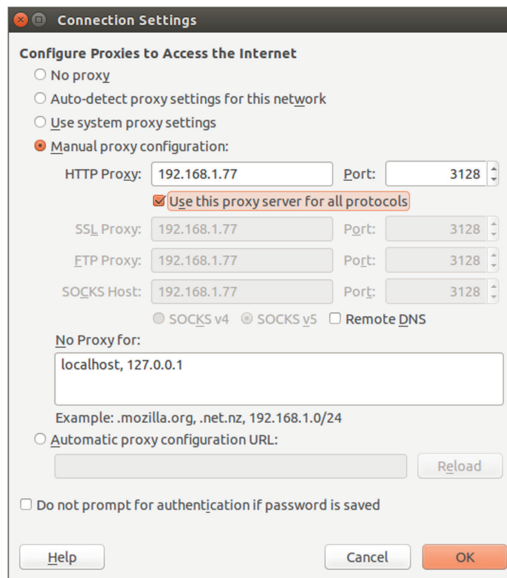 Connection Settings
Configure Proxies to Access the Internet
No proxy
Auto-detect proxy settings for this network
Use system proxy settings
Manual proxy configuration:
HTTP Proxy: 192.168.1.77 Port: 3128
Use this proxy server for all protocols
SSL Proxy: 192.168.1.77 Port: 3128
FTP Proxy: 192.168.1.77 Port: 3128
SOCKS Host: 192.168.1.77 Port: 3128
SOCKS v4 SOCKS v5 Remote DNS
No Proxy for:
localhost, 127.0.0.1
Example: .mozilla.org, .net.nz, 192.168.1.0/24
Automatic proxy configuration URL:
Reload
Do not prompt for authentication if password is saved
Help Cancel OK